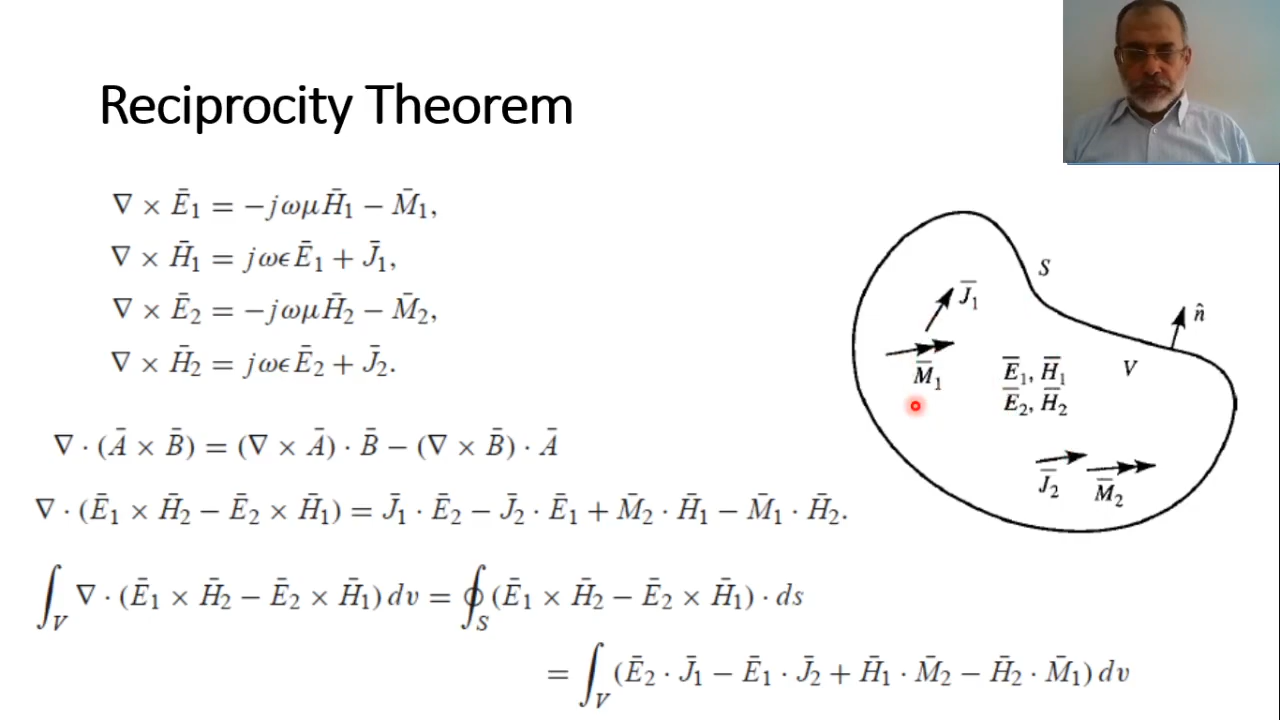 Reciprocity Theorem
∇ × Ē₁ = −jωμH̄₁ − M̄₁,
∇ × H̄₁ = jωϵĒ₁ + J̄₁,
∇ × Ē₂ = −jωμH̄₂ − M̄₂,
∇ × H̄₂ = jωϵĒ₂ + J̄₂.
∇ · (Ā × B̄) = (∇ × Ā) · B̄ − (∇ × B̄) · Ā
∇ · (Ē₁ × H̄₂ − Ē₂ × H̄₁) = J̄₁ · Ē₂ − J̄₂ · Ē₁ + M̄₂ · H̄₁ − M̄₁ · H̄₂.
∫_V ∇ · (Ē₁ × H̄₂ − Ē₂ × H̄₁) dv = ∮_S (Ē₁ × H̄₂ − Ē₂ × H̄₁) · ds
= ∫_V (Ē₂ · J̄₁ − Ē₁ · J̄₂ + H̄₁ · M̄₂ − H̄₂ · M̄₁) dv
S
J̄₁
n̂
M̄₁
V
Ē₁, H̄₁
Ē₂, H̄₂
J̄₂
M̄₂